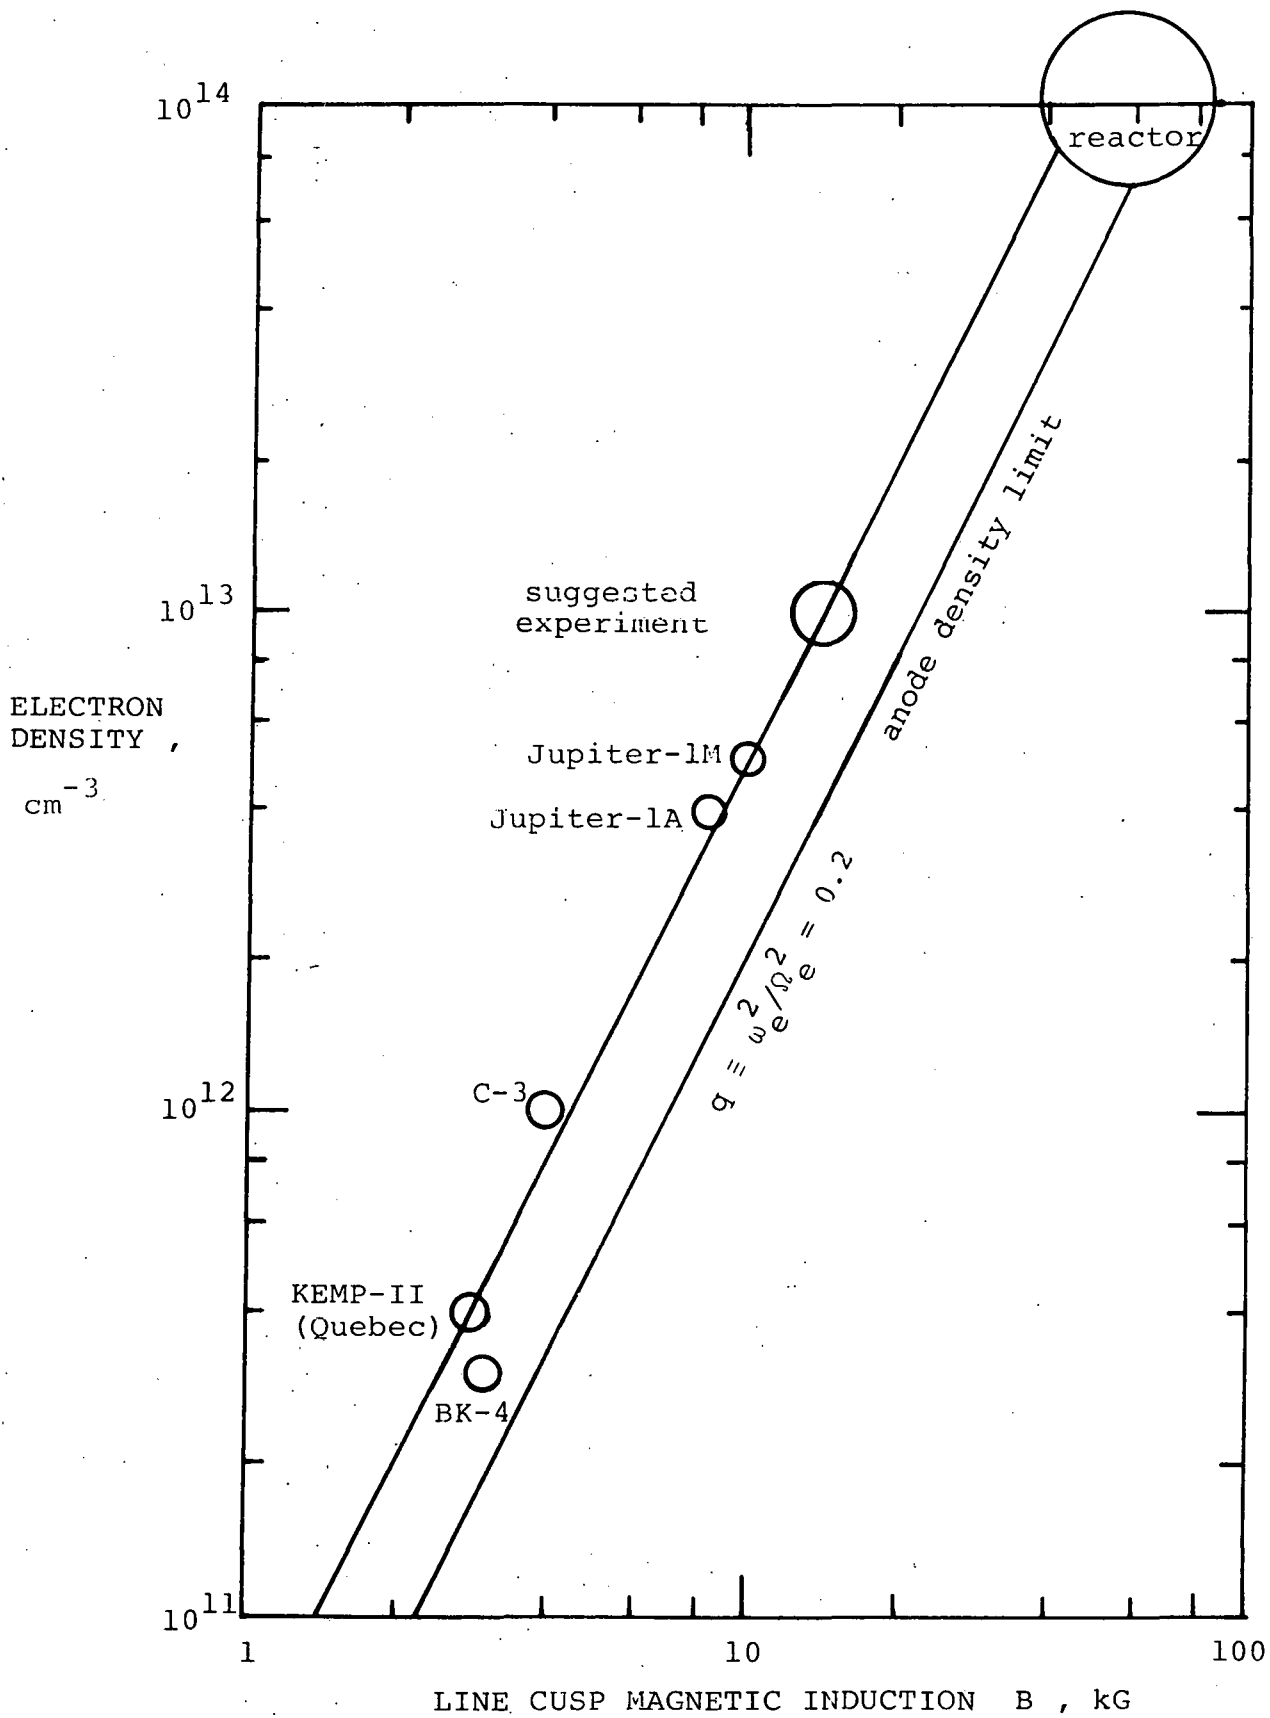 10^14
reactor
suggested
experiment
10^13
anode density limit
ELECTRON
DENSITY ,
cm^-3
Jupiter-1M
Jupiter-1A
q ≡ ω_e^2/Ω_e^2 = 0.2
C-3
10^12
KEMP-II
(Quebec)
BK-4
10^11
1
10
100
LINE CUSP MAGNETIC INDUCTION B , kG